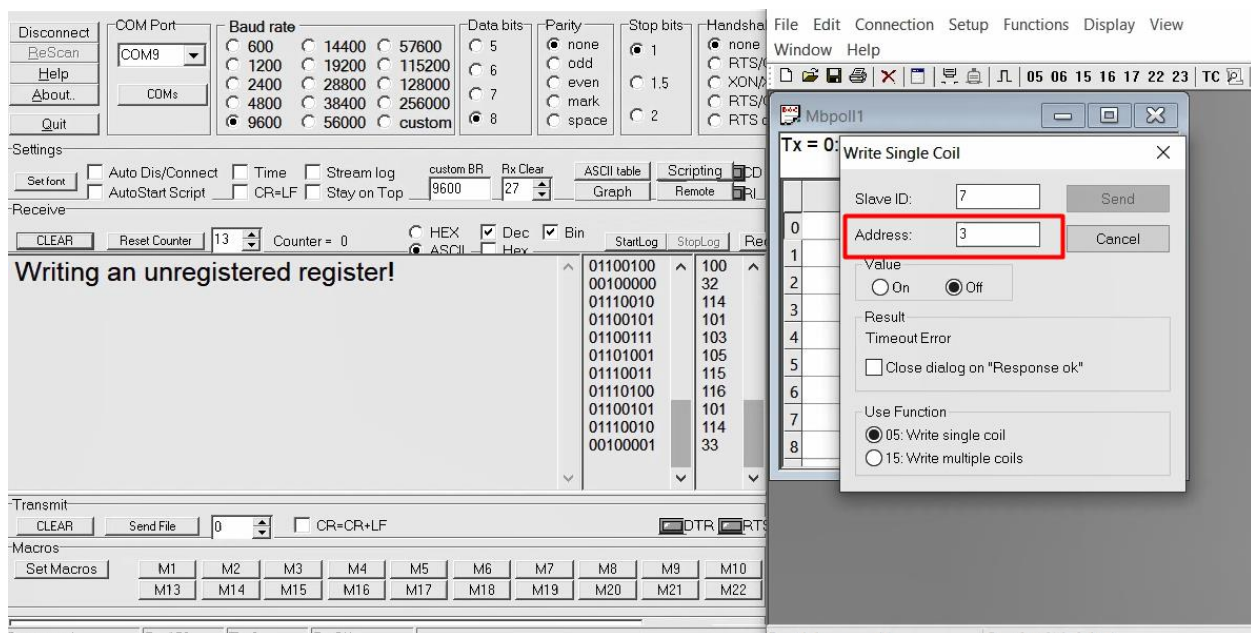 Disconnect
ReScan
Help
About..
Quit
COM Port
COM9
COMs
Baud rate
600 14400 57600
1200 19200 115200
2400 28800 128000
4800 38400 256000
9600 56000 custom
Data bits
5
6
7
8
Parity
none
odd
even
mark
space
Stop bits
1
1.5
2
Handsha
none
RTS/
XON/
RTS/
RTS
Settings
Set font
Auto Dis/Connect Time Stream log
AutoStart Script CR=LF Stay on Top
custom BR Rx Clear
9600 27
ASCII table Scripting CD
Graph Remote RI
Receive
CLEAR Reset Counter 13 Counter = 0
HEX Dec Bin
ASCII Hex
StartLog StopLog Re
Writing an unregistered register!
01100100 100
00100000 32
01110010 114
01100101 101
01100111 103
01101001 105
01110011 115
01110100 116
01100101 101
01110010 114
00100001 33
Transmit
CLEAR Send File 0 CR=CR+LF DTR RTS
Macros
Set Macros M1 M2 M3 M4 M5 M6 M7 M8 M9 M10
M13 M14 M15 M16 M17 M18 M19 M20 M21 M22
File Edit Connection Setup Functions Display View
Window Help
05 06 15 16 17 22 23 TC
Mbpoll1
Tx = 0:
0
1
2
3
4
5
6
7
8
Write Single Coil
Slave ID: 7 Send
Address: 3 Cancel
Value
On Off
Result
Timeout Error
Close dialog on "Response ok"
Use Function
05: Write single coil
15: Write multiple coils